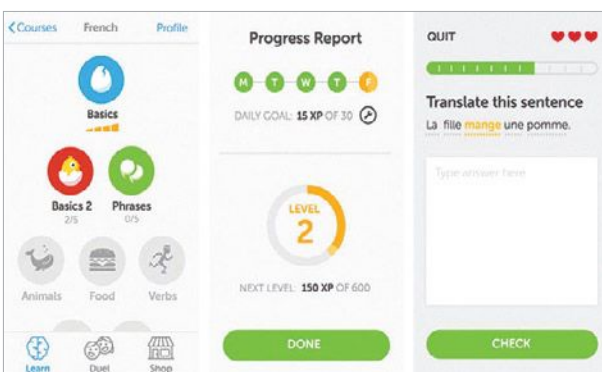 Courses French Profile
Basics
Basics 2 Phrases
2/5 0/5
Animals Food Verbs
Learn Duel Shop
Progress Report
M T W T F
DAILY GOAL: 15 XP OF 30
LEVEL
2
NEXT LEVEL: 150 XP OF 600
DONE
QUIT
Translate this sentence
La fille mange une pomme.
Type answer here
CHECK